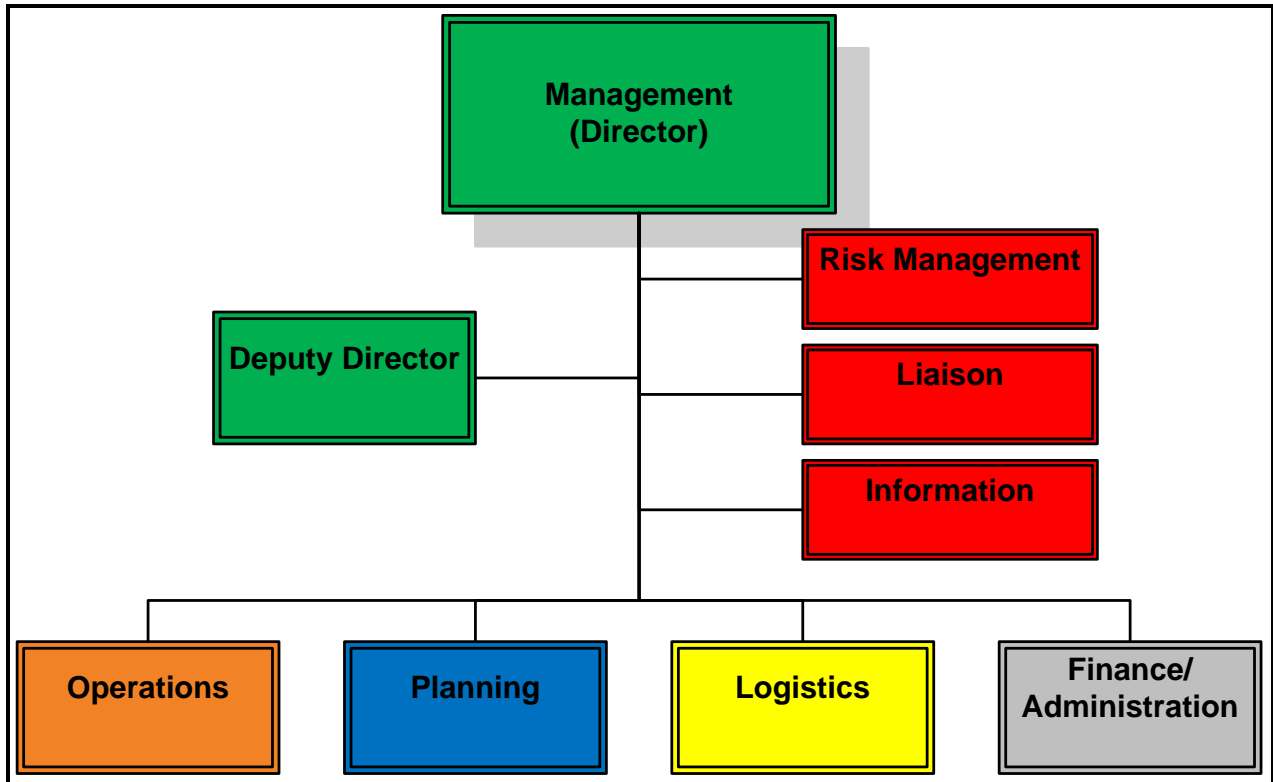 Management
(Director)
Risk Management
Deputy Director
Liaison
Information
Operations
Planning
Logistics
Finance/
Administration